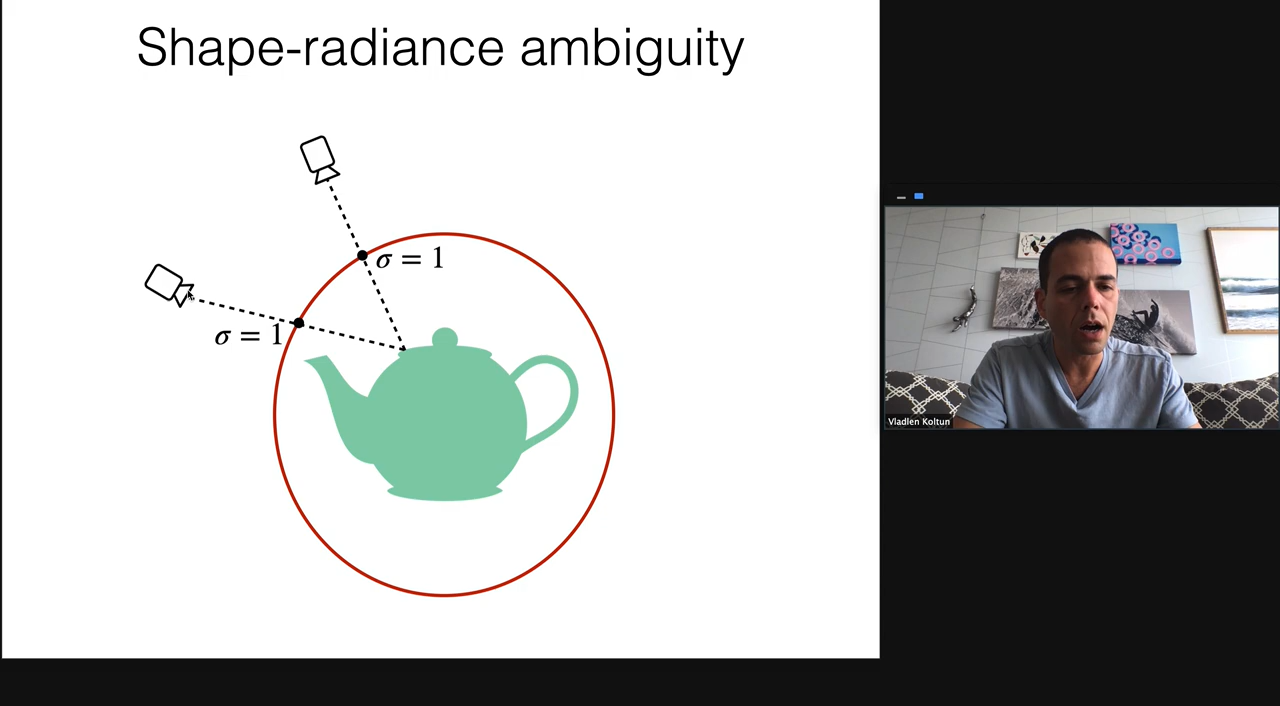 Shape-radiance ambiguity
σ = 1
σ = 1
Vladlen Koltun